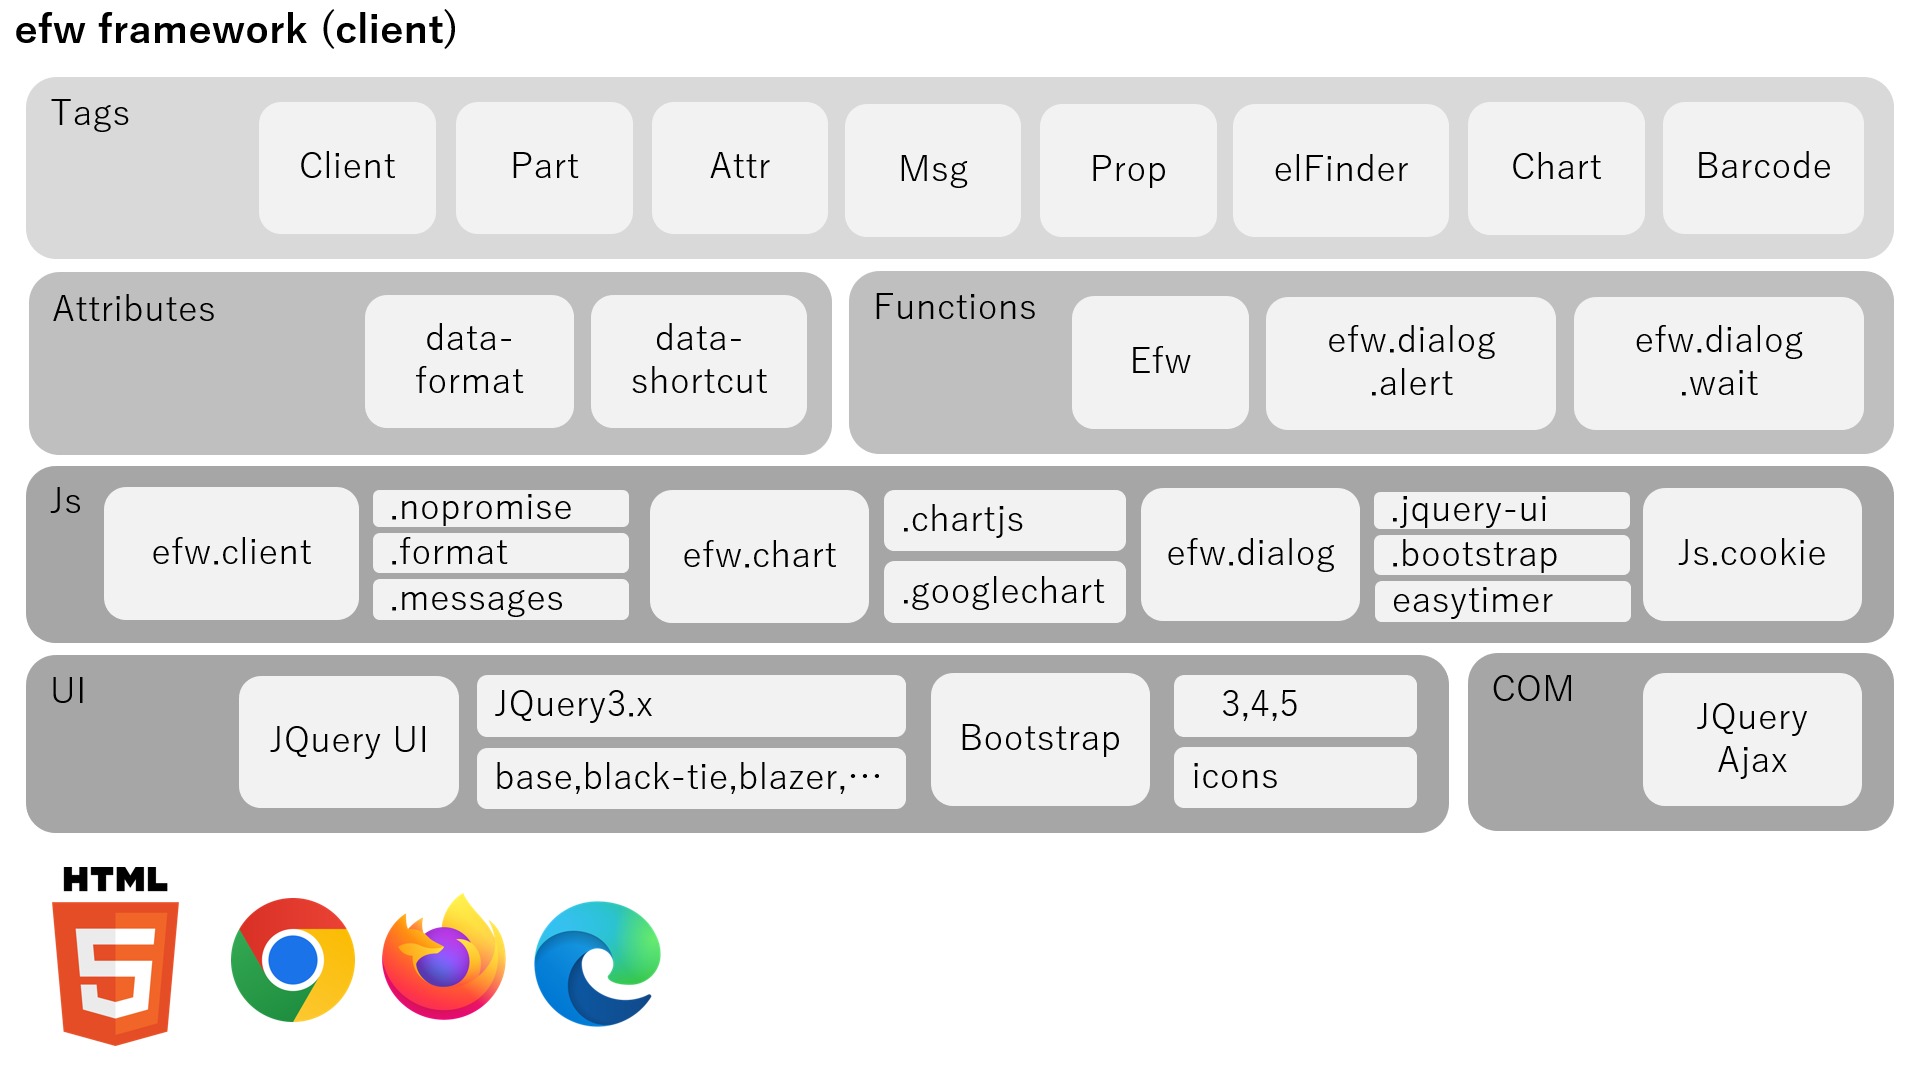 efw framework (client)
Tags
Client
Part
Attr
Msg
Prop
elFinder
Chart
Barcode
Attributes
data-
format
data-
shortcut
Functions
Efw
efw.dialog
.alert
efw.dialog
.wait
Js
efw.client
.nopromise
.format
.messages
efw.chart
.chartjs
.googlechart
efw.dialog
.jquery-ui
.bootstrap
easytimer
Js.cookie
UI
JQuery UI
JQuery3.x
base,black-tie,blazer,…
Bootstrap
3,4,5
icons
COM
JQuery
Ajax
HTML
5